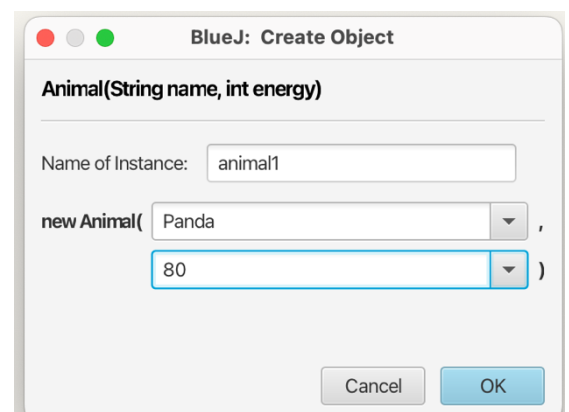 BlueJ: Create Object
Animal(String name, int energy)
Name of Instance: animal1
new Animal( Panda ,
80 )
Cancel OK